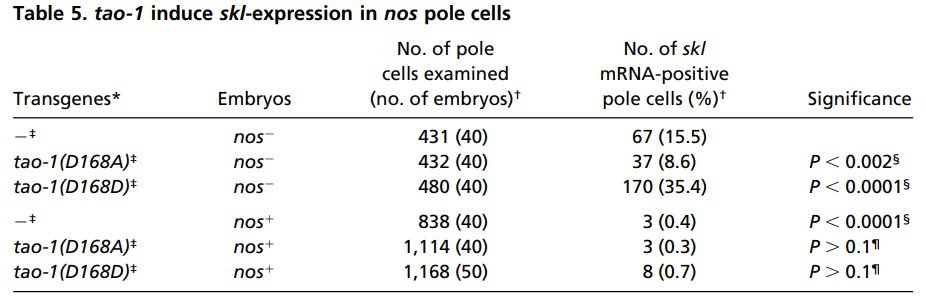 Table 5. tao-1 induce skl-expression in nos pole cells
No. of pole No. of skl
cells examined mRNA-positive
Transgenes* Embryos (no. of embryos)† pole cells (%)† Significance
–‡ nos⁻ 431 (40) 67 (15.5)
tao-1(D168A)‡ nos⁻ 432 (40) 37 (8.6) P < 0.002§
tao-1(D168D)‡ nos⁻ 480 (40) 170 (35.4) P < 0.0001§
–‡ nos⁺ 838 (40) 3 (0.4) P < 0.0001§
tao-1(D168A)‡ nos⁺ 1,114 (40) 3 (0.3) P > 0.1¶
tao-1(D168D)‡ nos⁺ 1,168 (50) 8 (0.7) P > 0.1¶